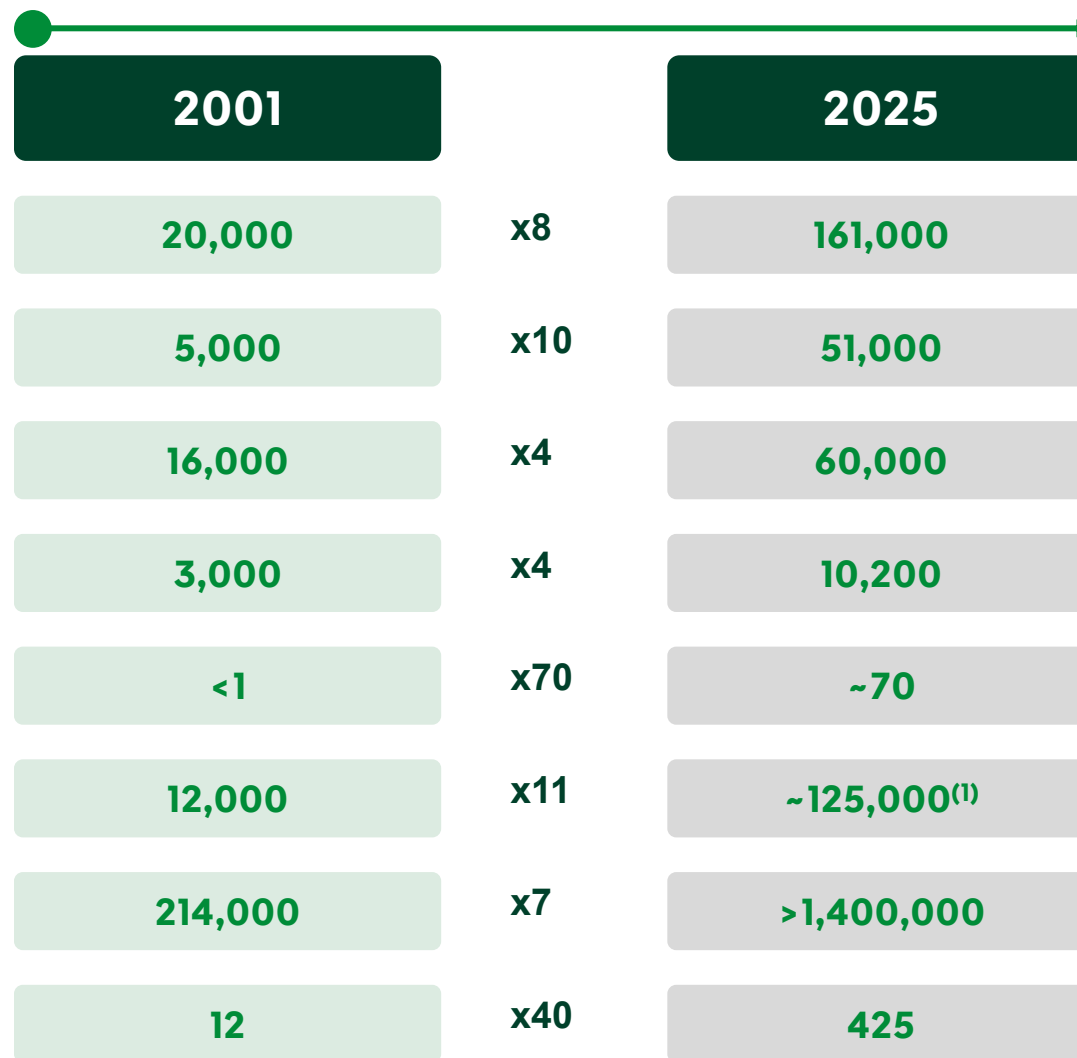 2001 2025
20,000 x8 161,000
5,000 x10 51,000
16,000 x4 60,000
3,000 x4 10,200
<1 x70 ~70
12,000 x11 ~125,000(1)
214,000 x7 >1,400,000
12 x40 425